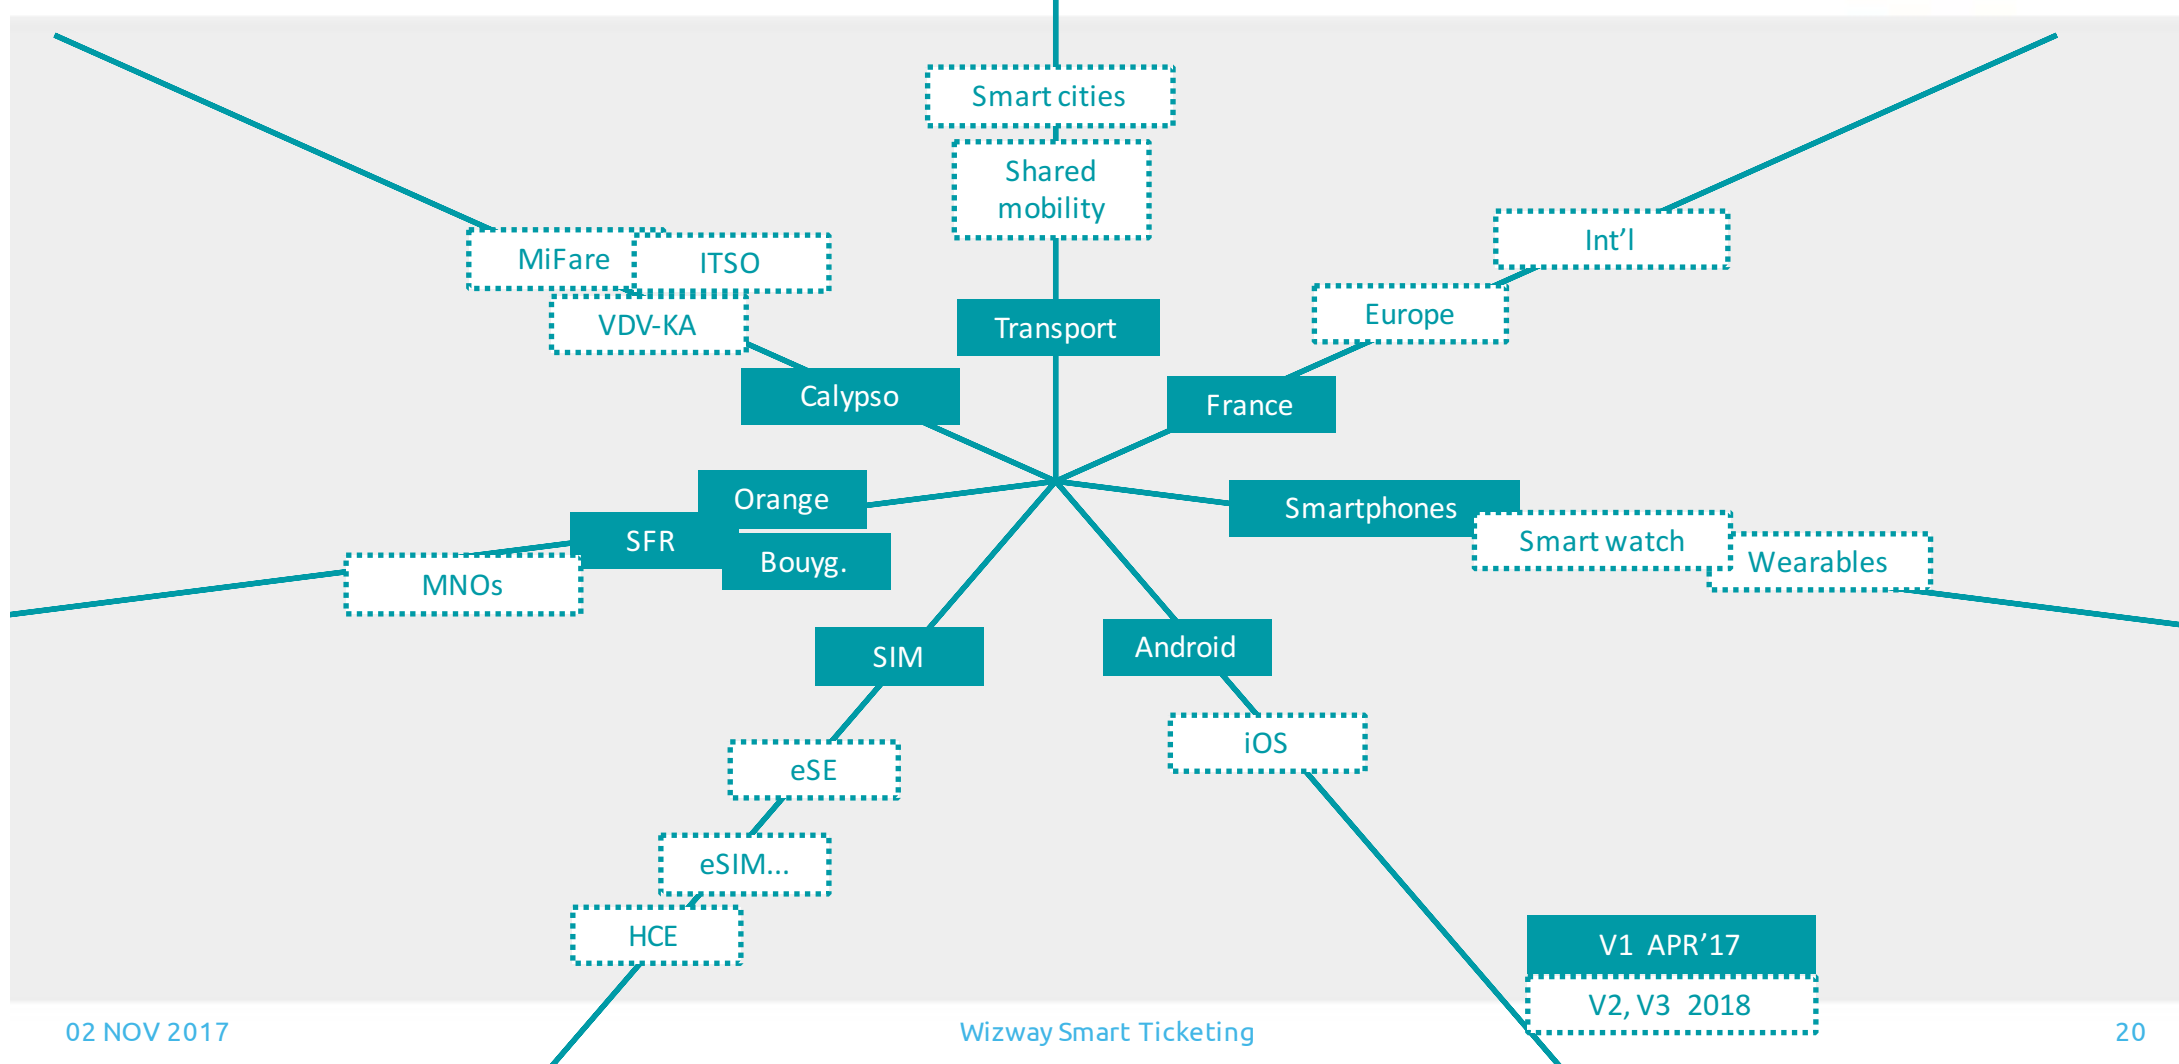 Smart cities
Shared
mobility
Int’l
MiFare
ITSO
Europe
VDV-KA
Transport
Calypso
France
Orange
Smartphones
SFR
Smart watch
Bouyg.
Wearables
MNOs
SIM
Android
iOS
eSE
eSIM...
HCE
V1 APR’17
V2, V3 2018
02 NOV 2017
Wizway Smart Ticketing
20